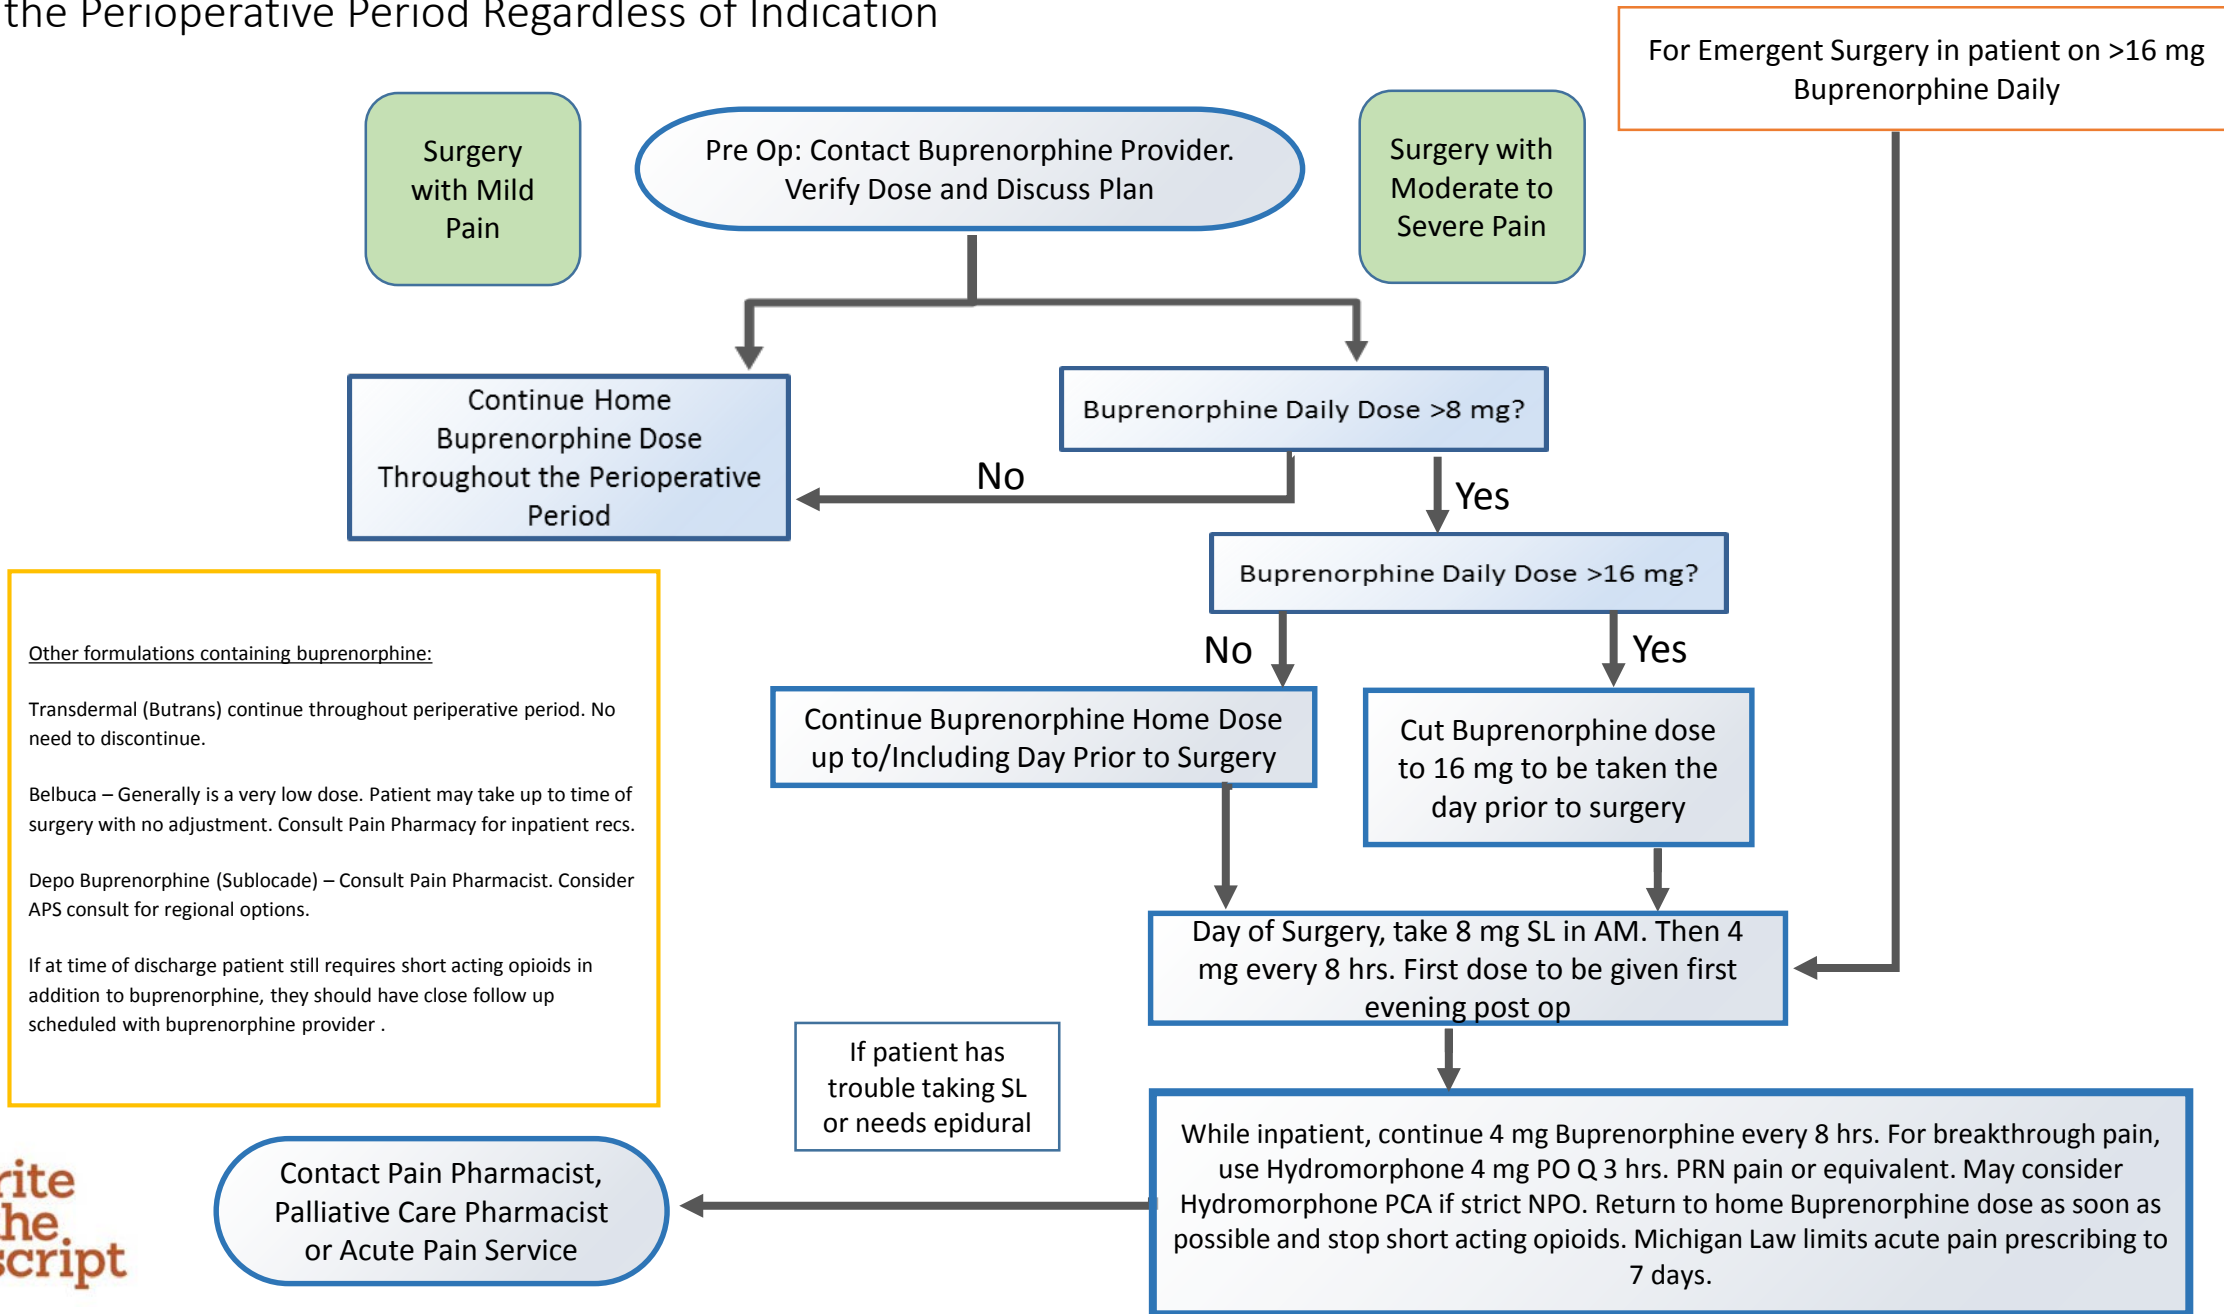 the Perioperative Period Regardless of Indication
For Emergent Surgery in patient on >16 mg
Buprenorphine Daily
Surgery
with Mild
Pain
Pre Op: Contact Buprenorphine Provider.
Verify Dose and Discuss Plan
Surgery with
Moderate to
Severe Pain
Continue Home
Buprenorphine Dose
Throughout the Perioperative
Period
Buprenorphine Daily Dose >8 mg?
No
Yes
Buprenorphine Daily Dose >16 mg?
No
Yes
Continue Buprenorphine Home Dose
up to/Including Day Prior to Surgery
Cut Buprenorphine dose
to 16 mg to be taken the
day prior to surgery
Other formulations containing buprenorphine:
Transdermal (Butrans) continue throughout periperative period. No
need to discontinue.
Belbuca – Generally is a very low dose. Patient may take up to time of
surgery with no adjustment. Consult Pain Pharmacy for inpatient recs.
Depo Buprenorphine (Sublocade) – Consult Pain Pharmacist. Consider
APS consult for regional options.
If at time of discharge patient still requires short acting opioids in
addition to buprenorphine, they should have close follow up
scheduled with buprenorphine provider .
Day of Surgery, take 8 mg SL in AM. Then 4
mg every 8 hrs. First dose to be given first
evening post op
If patient has
trouble taking SL
or needs epidural
While inpatient, continue 4 mg Buprenorphine every 8 hrs. For breakthrough pain,
use Hydromorphone 4 mg PO Q 3 hrs. PRN pain or equivalent. May consider
Hydromorphone PCA if strict NPO. Return to home Buprenorphine dose as soon as
possible and stop short acting opioids. Michigan Law limits acute pain prescribing to
7 days.
Contact Pain Pharmacist,
Palliative Care Pharmacist
or Acute Pain Service
rite
he
script